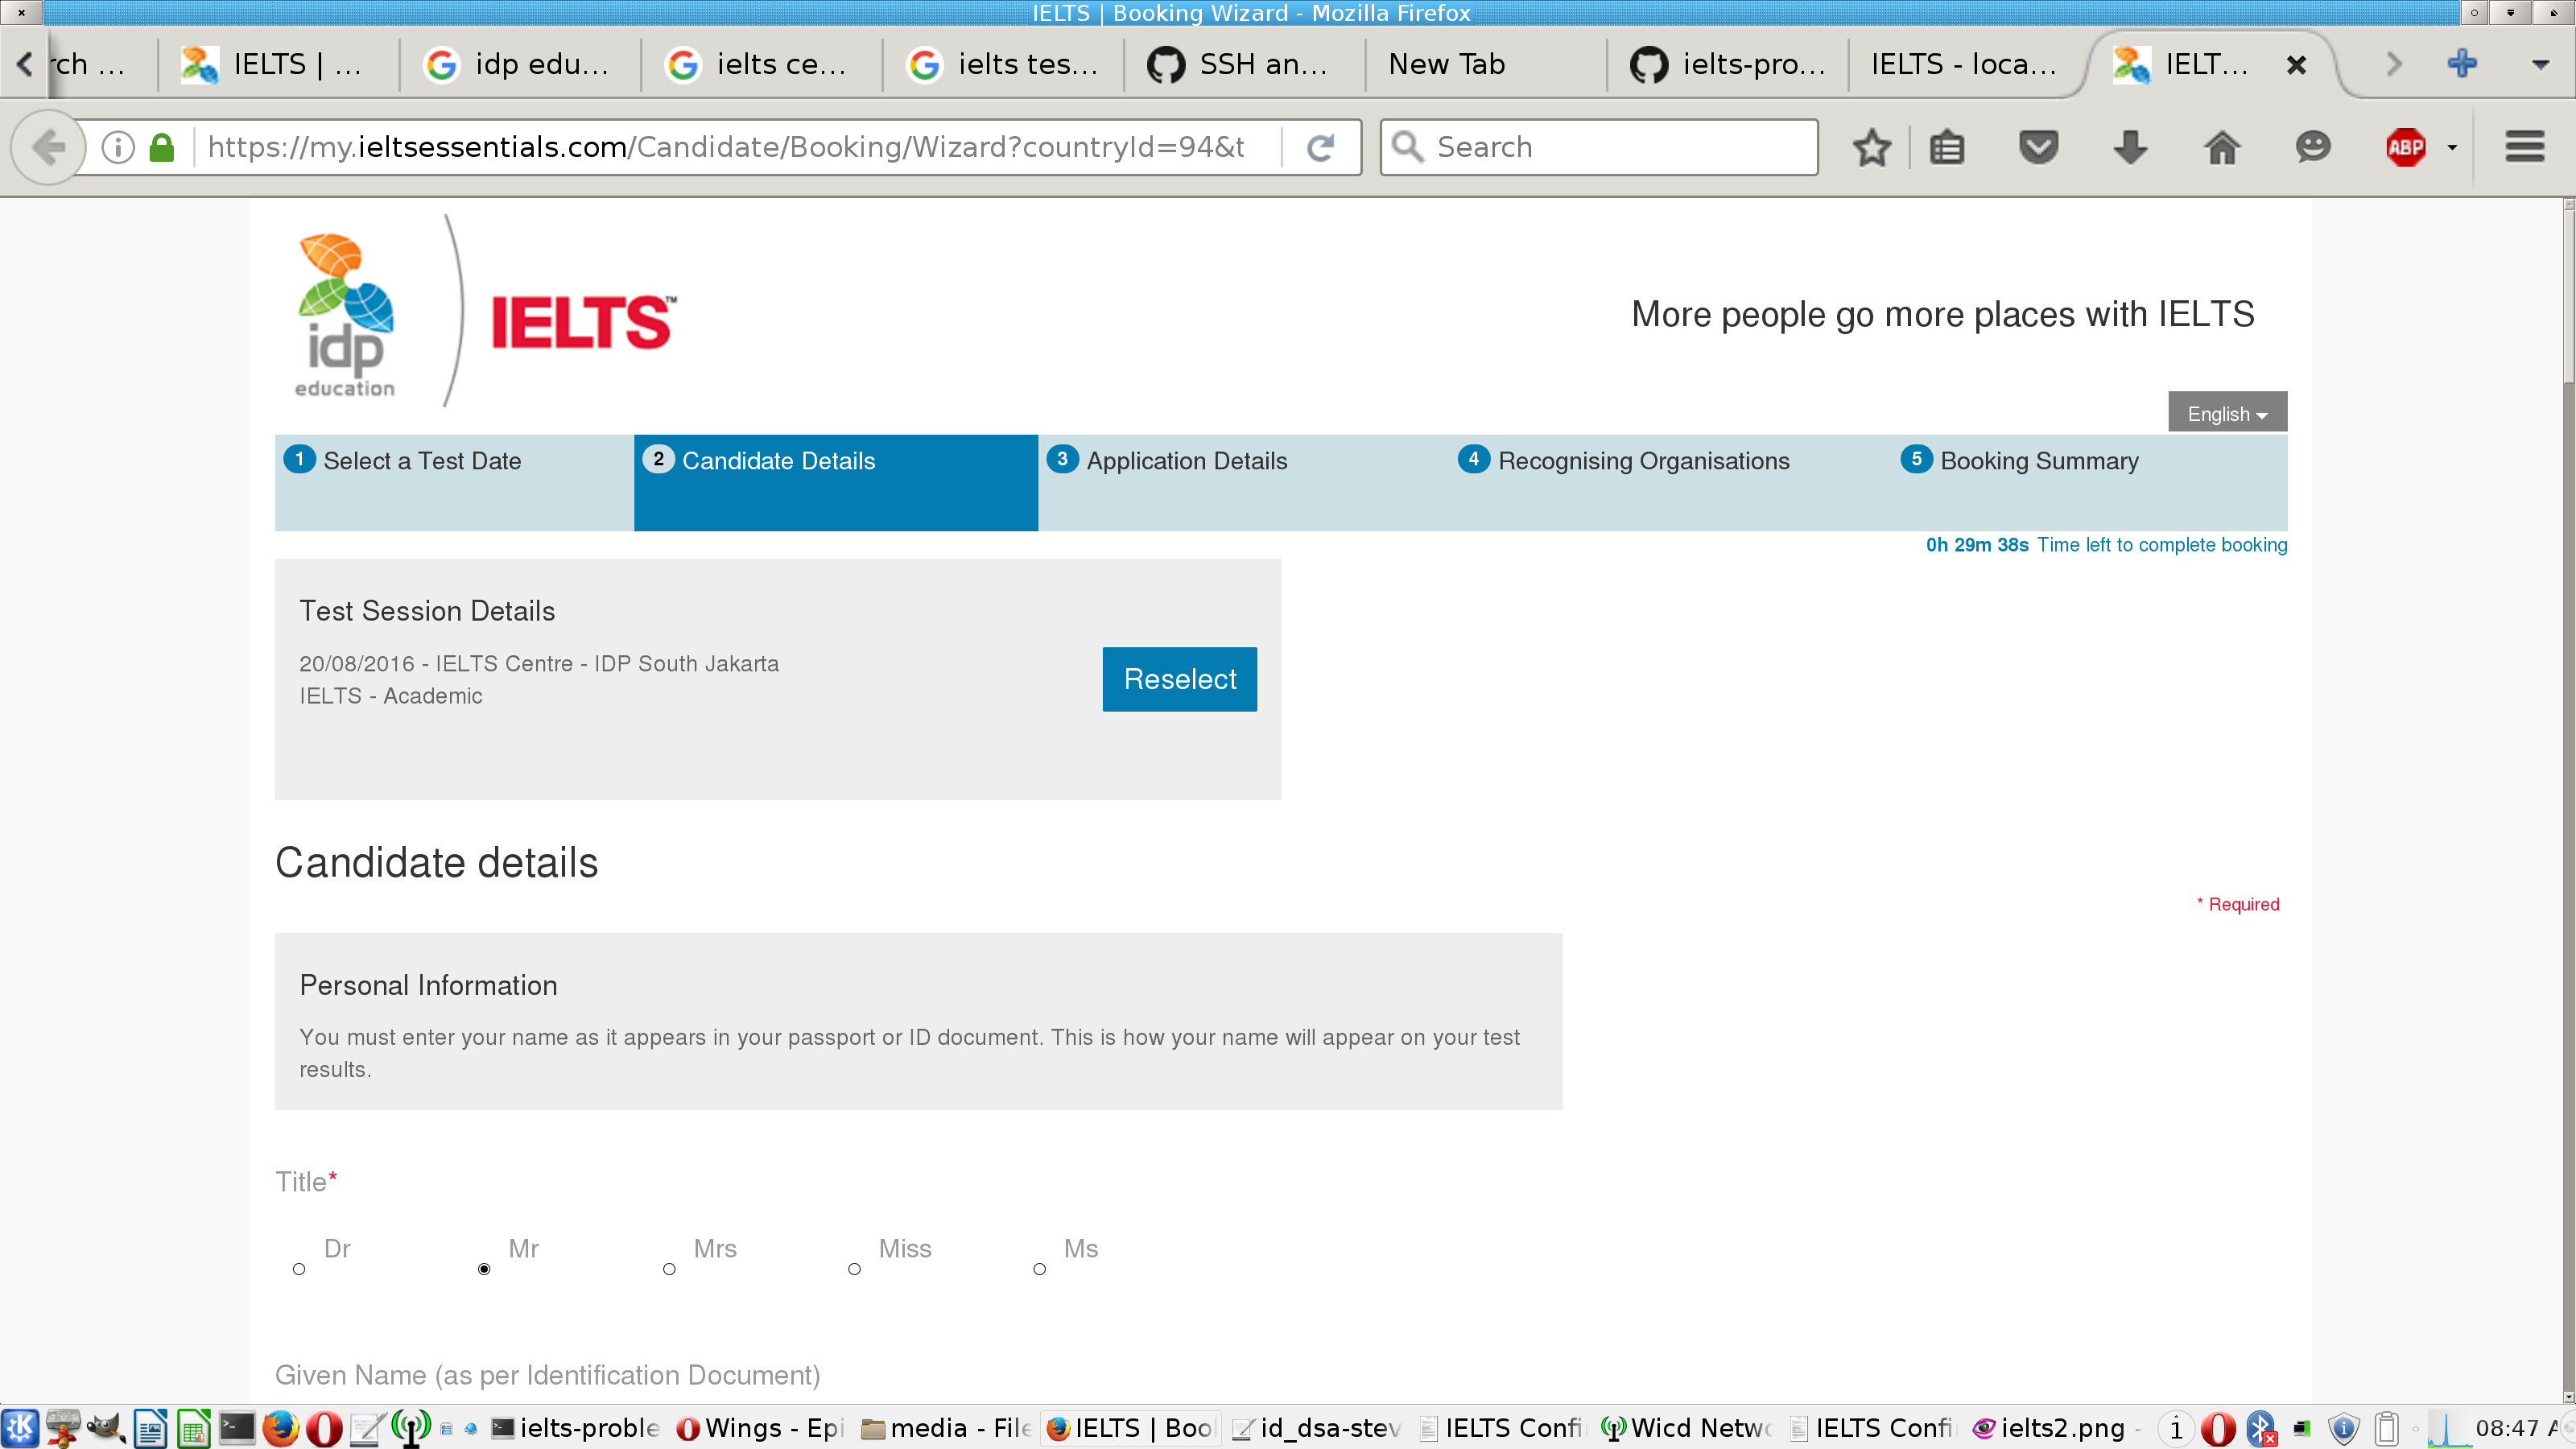 IELTS | Booking Wizard - Mozilla Firefox
rch ...
IELTS | ...
idp edu...
ielts ce...
ielts tes...
SSH an...
New Tab
ielts-pro...
IELTS - loca...
IELT...
https://my.ieltsessentials.com/Candidate/Booking/Wizard?countryId=94&t
Search
ABP
idp
education
IELTS™
More people go more places with IELTS
English
1 Select a Test Date
2 Candidate Details
3 Application Details
4 Recognising Organisations
5 Booking Summary
0h 29m 38s Time left to complete booking
Test Session Details
20/08/2016 - IELTS Centre - IDP South Jakarta
IELTS - Academic
Reselect
Candidate details
* Required
Personal Information
You must enter your name as it appears in your passport or ID document. This is how your name will appear on your test
results.
Title*
Dr
Mr
Mrs
Miss
Ms
Given Name (as per Identification Document)
ielts-proble
Wings - Epi
media - File
IELTS | Boo
id_dsa-stev
IELTS Confi
Wicd Netwo
IELTS Confi
ielts2.png -
08:47 A